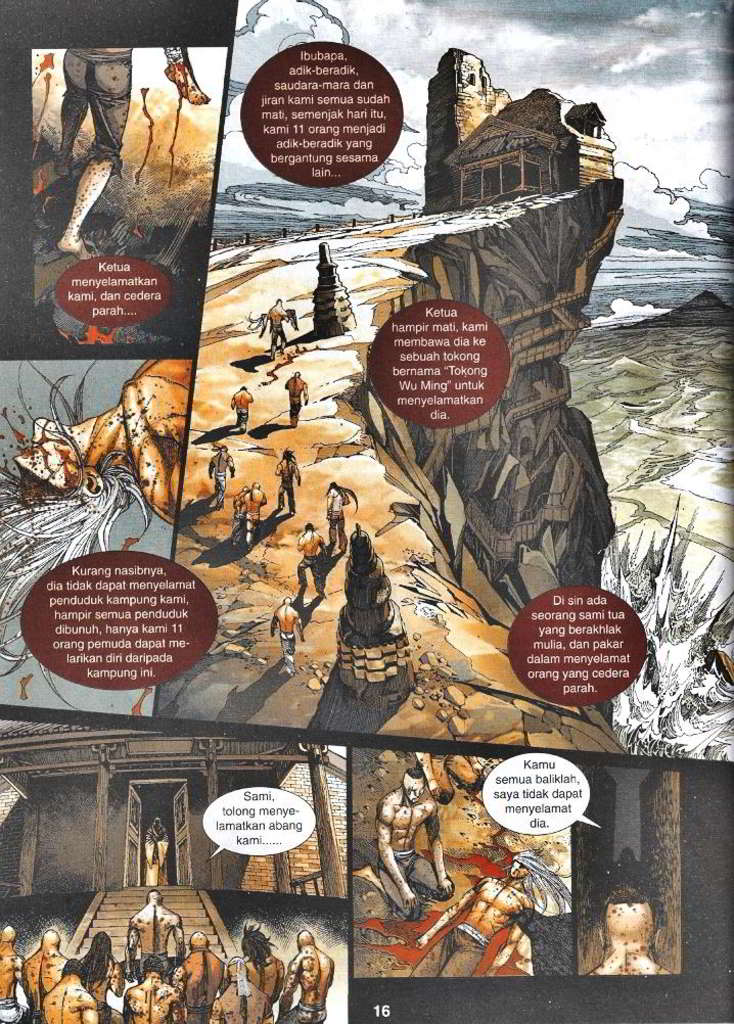 Ketua
menyelamatkan
kami, dan cedera
parah....
Kurang nasibnya,
dia tidak dapat menyelamat
penduduk kampung kami,
hampir semua penduduk
dibunuh, hanya kami 11
orang pemuda dapat me-
larikan diri daripada
kampung ini.
Ibubapa,
adik-beradik,
saudara-mara dan
jiran kami semua sudah
mati, semenjak hari itu,
kami 11 orang menjadi
adik-beradik yang
bergantung sesama
lain...
Ketua
hampir mati, kami
membawa dia ke
sebuah tokong
bernama "Tokong
Wu Ming" untuk
menyelamatkan
dia.
Di sin ada
seorang sami tua
yang berakhlak
mulia, dan pakar
dalam menyelamat
orang yang cedera
parah.
Sami,
tolong menye-
lamatkan abang
kami......
Kamu
semua baliklah,
saya tidak dapat
menyelamat
dia.
16